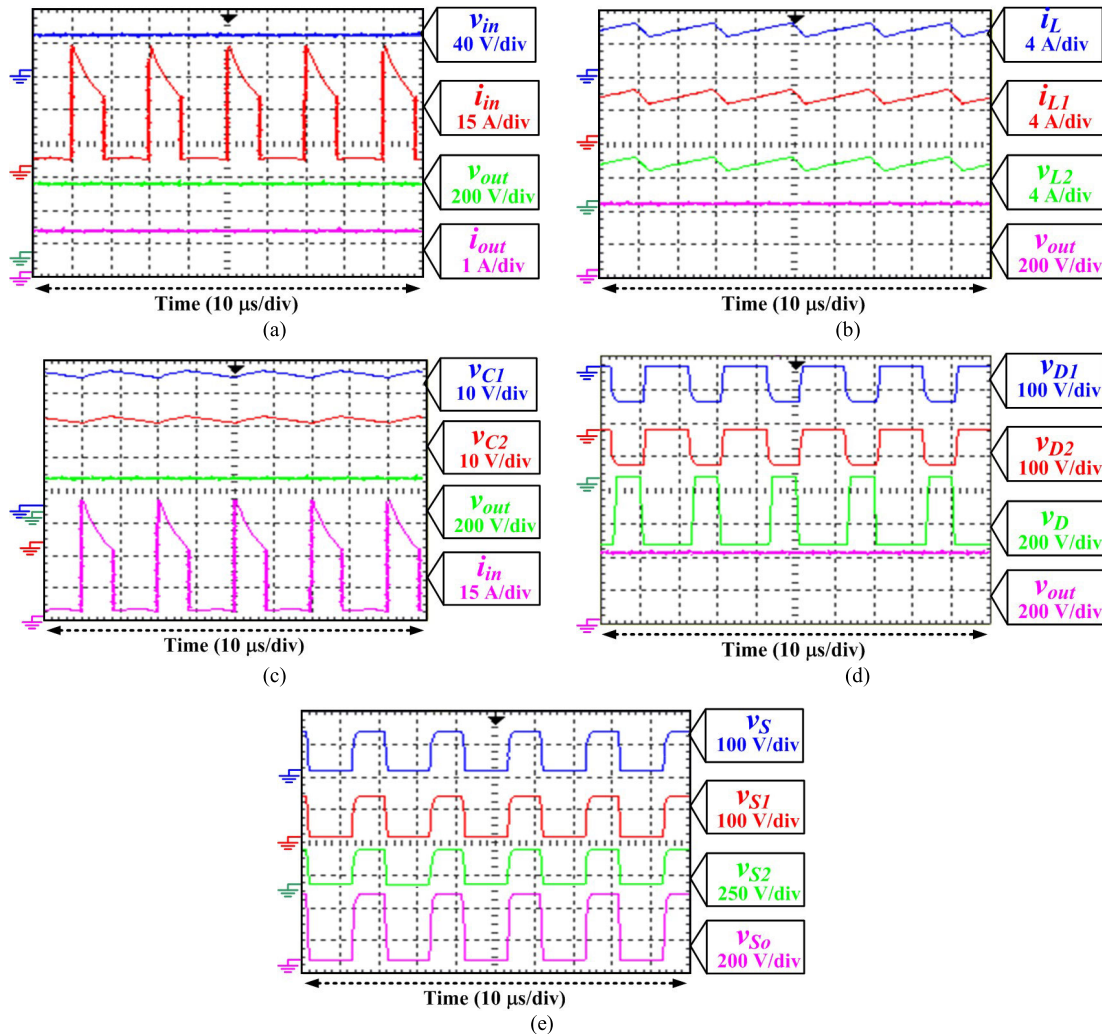 v_in
40 V/div
i_in
15 A/div
v_out
200 V/div
i_out
1 A/div
Time (10 μs/div)
(a)
i_L
4 A/div
i_L1
4 A/div
v_L2
4 A/div
v_out
200 V/div
Time (10 μs/div)
(b)
v_C1
10 V/div
v_C2
10 V/div
v_out
200 V/div
i_in
15 A/div
Time (10 μs/div)
(c)
v_D1
100 V/div
v_D2
100 V/div
v_D
200 V/div
v_out
200 V/div
Time (10 μs/div)
(d)
v_S
100 V/div
v_S1
100 V/div
v_S2
250 V/div
v_So
200 V/div
Time (10 μs/div)
(e)